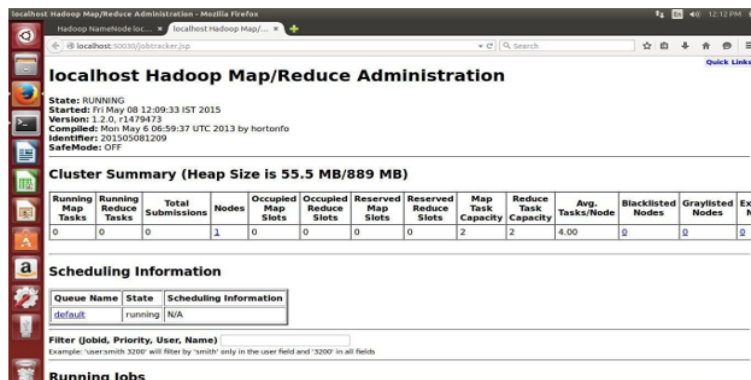 localhost Hadoop Map/Reduce Administration - Mozilla Firefox
En 12:12 PM
Hadoop NameNode loc... × localhost Hadoop Map/... ×
localhost:50030/jobtracker.jsp Search
Quick Links
localhost Hadoop Map/Reduce Administration
State: RUNNING
Started: Fri May 08 12:09:33 IST 2015
Version: 1.2.0, r1479473
Compiled: Mon May 6 06:59:37 UTC 2013 by hortonfo
Identifier: 201505081209
SafeMode: OFF
Cluster Summary (Heap Size is 55.5 MB/889 MB)
Running Map Tasks Running Reduce Tasks Total Submissions Nodes Occupied Map Slots Occupied Reduce Slots Reserved Map Slots Reserved Reduce Slots Map Task Capacity Reduce Task Capacity Avg. Tasks/Node Blacklisted Nodes Graylisted Nodes
0 0 0 1 0 0 0 0 2 2 4.00 0 0 0
Scheduling Information
Queue Name State Scheduling Information
default running N/A
Filter (Jobid, Priority, User, Name)
Example: 'user:smith 3200' will filter by 'smith' only in the user field and '3200' in all fields
Running Jobs